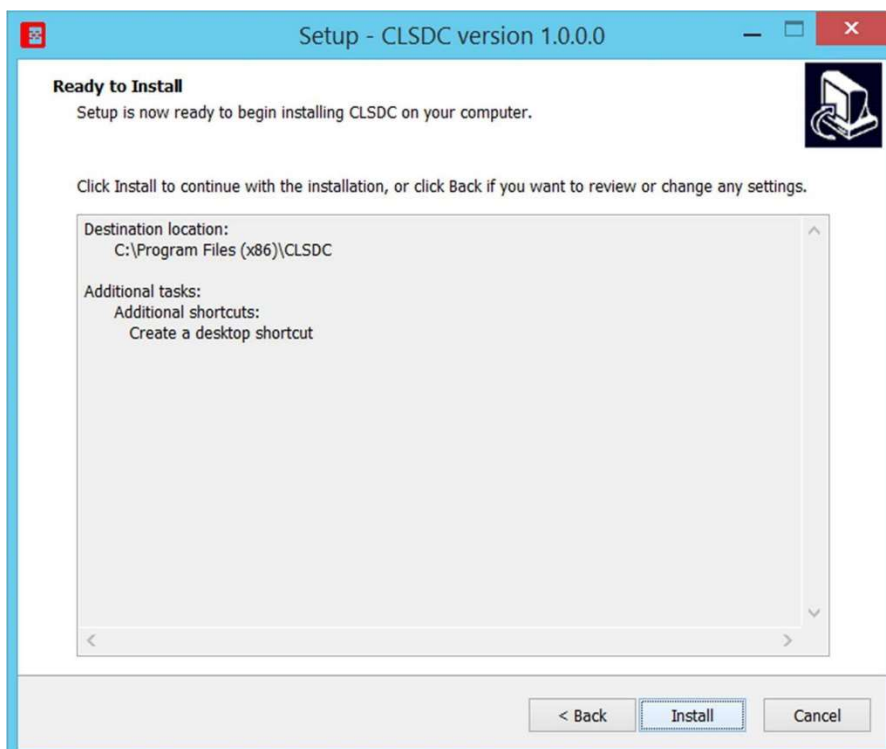 Setup - CLSDC version 1.0.0.0
Ready to Install
Setup is now ready to begin installing CLSDC on your computer.
Click Install to continue with the installation, or click Back if you want to review or change any settings.
Destination location:
C:\Program Files (x86)\CLSDC
Additional tasks:
Additional shortcuts:
Create a desktop shortcut
< Back
Install
Cancel